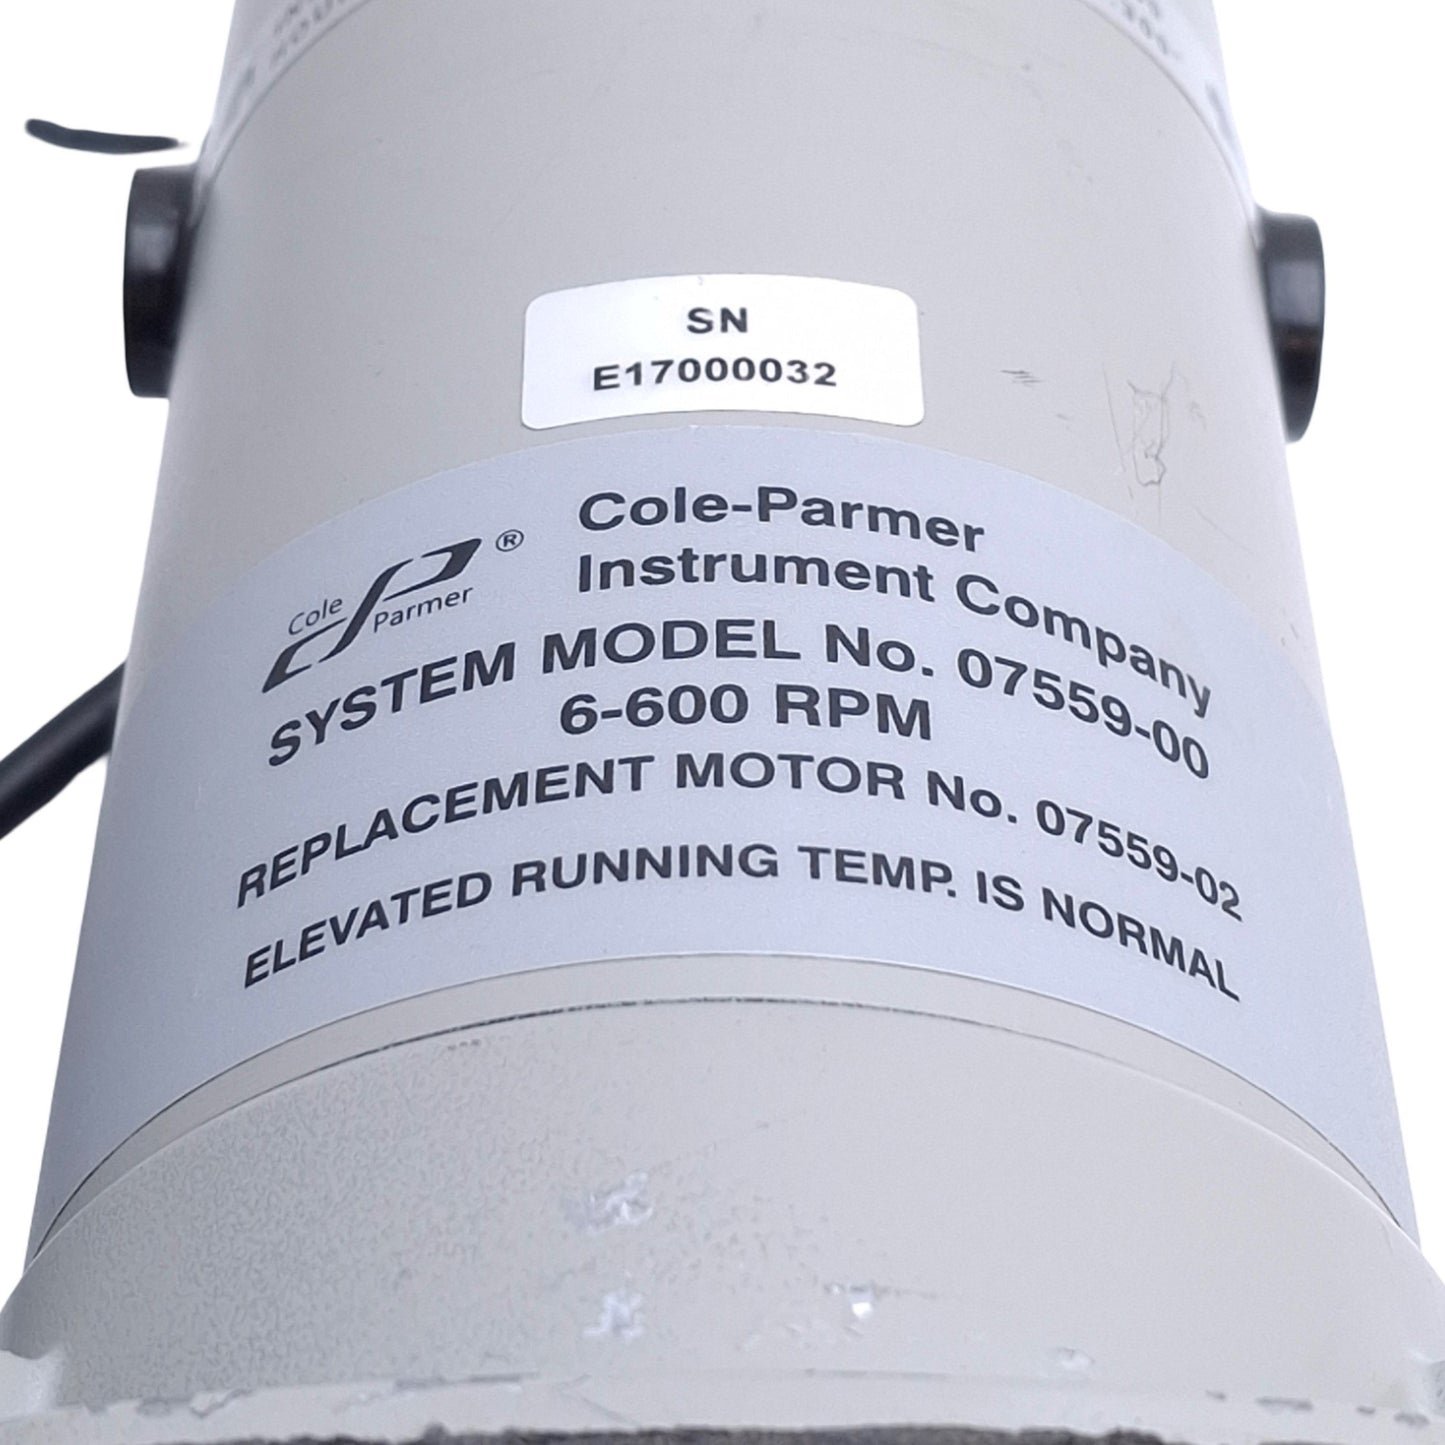 SN
E17000032
Cole Parmer ®
Cole-Parmer
Instrument Company
SYSTEM MODEL No. 07559-00
6-600 RPM
REPLACEMENT MOTOR No. 07559-02
ELEVATED RUNNING TEMP. IS NORMAL